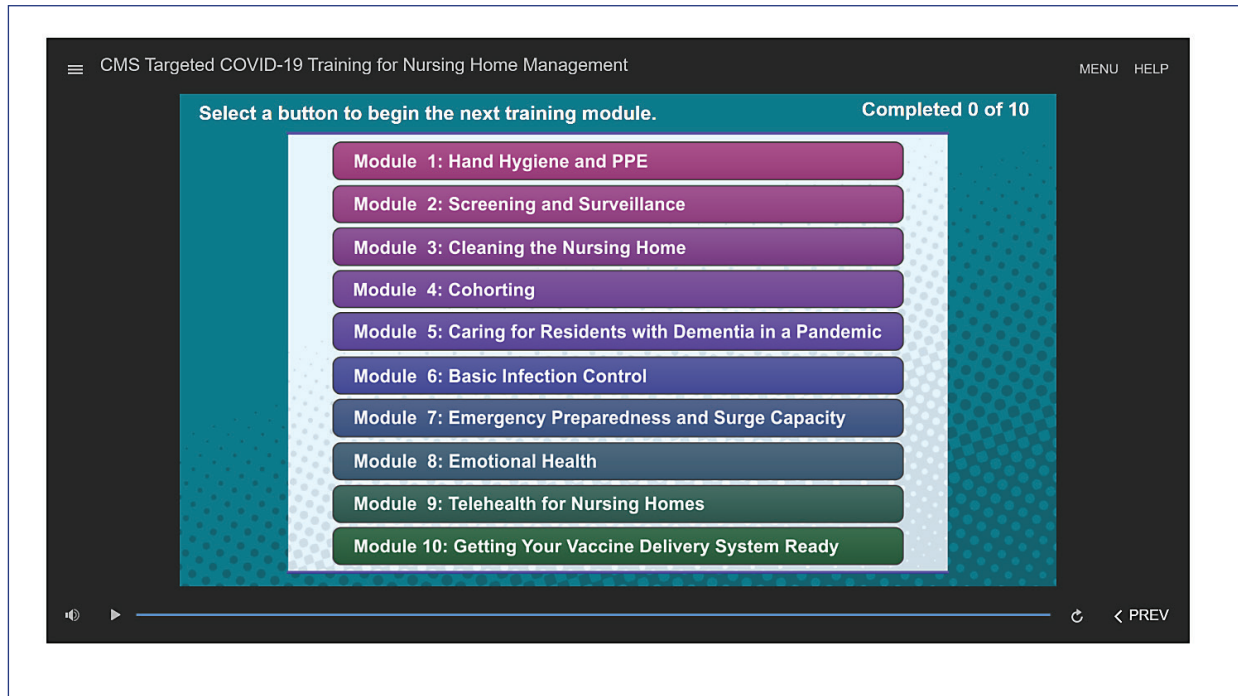 CMS Targeted COVID-19 Training for Nursing Home Management
MENU HELP
Select a button to begin the next training module.
Completed 0 of 10
Module 1: Hand Hygiene and PPE
Module 2: Screening and Surveillance
Module 3: Cleaning the Nursing Home
Module 4: Cohorting
Module 5: Caring for Residents with Dementia in a Pandemic
Module 6: Basic Infection Control
Module 7: Emergency Preparedness and Surge Capacity
Module 8: Emotional Health
Module 9: Telehealth for Nursing Homes
Module 10: Getting Your Vaccine Delivery System Ready
PREV